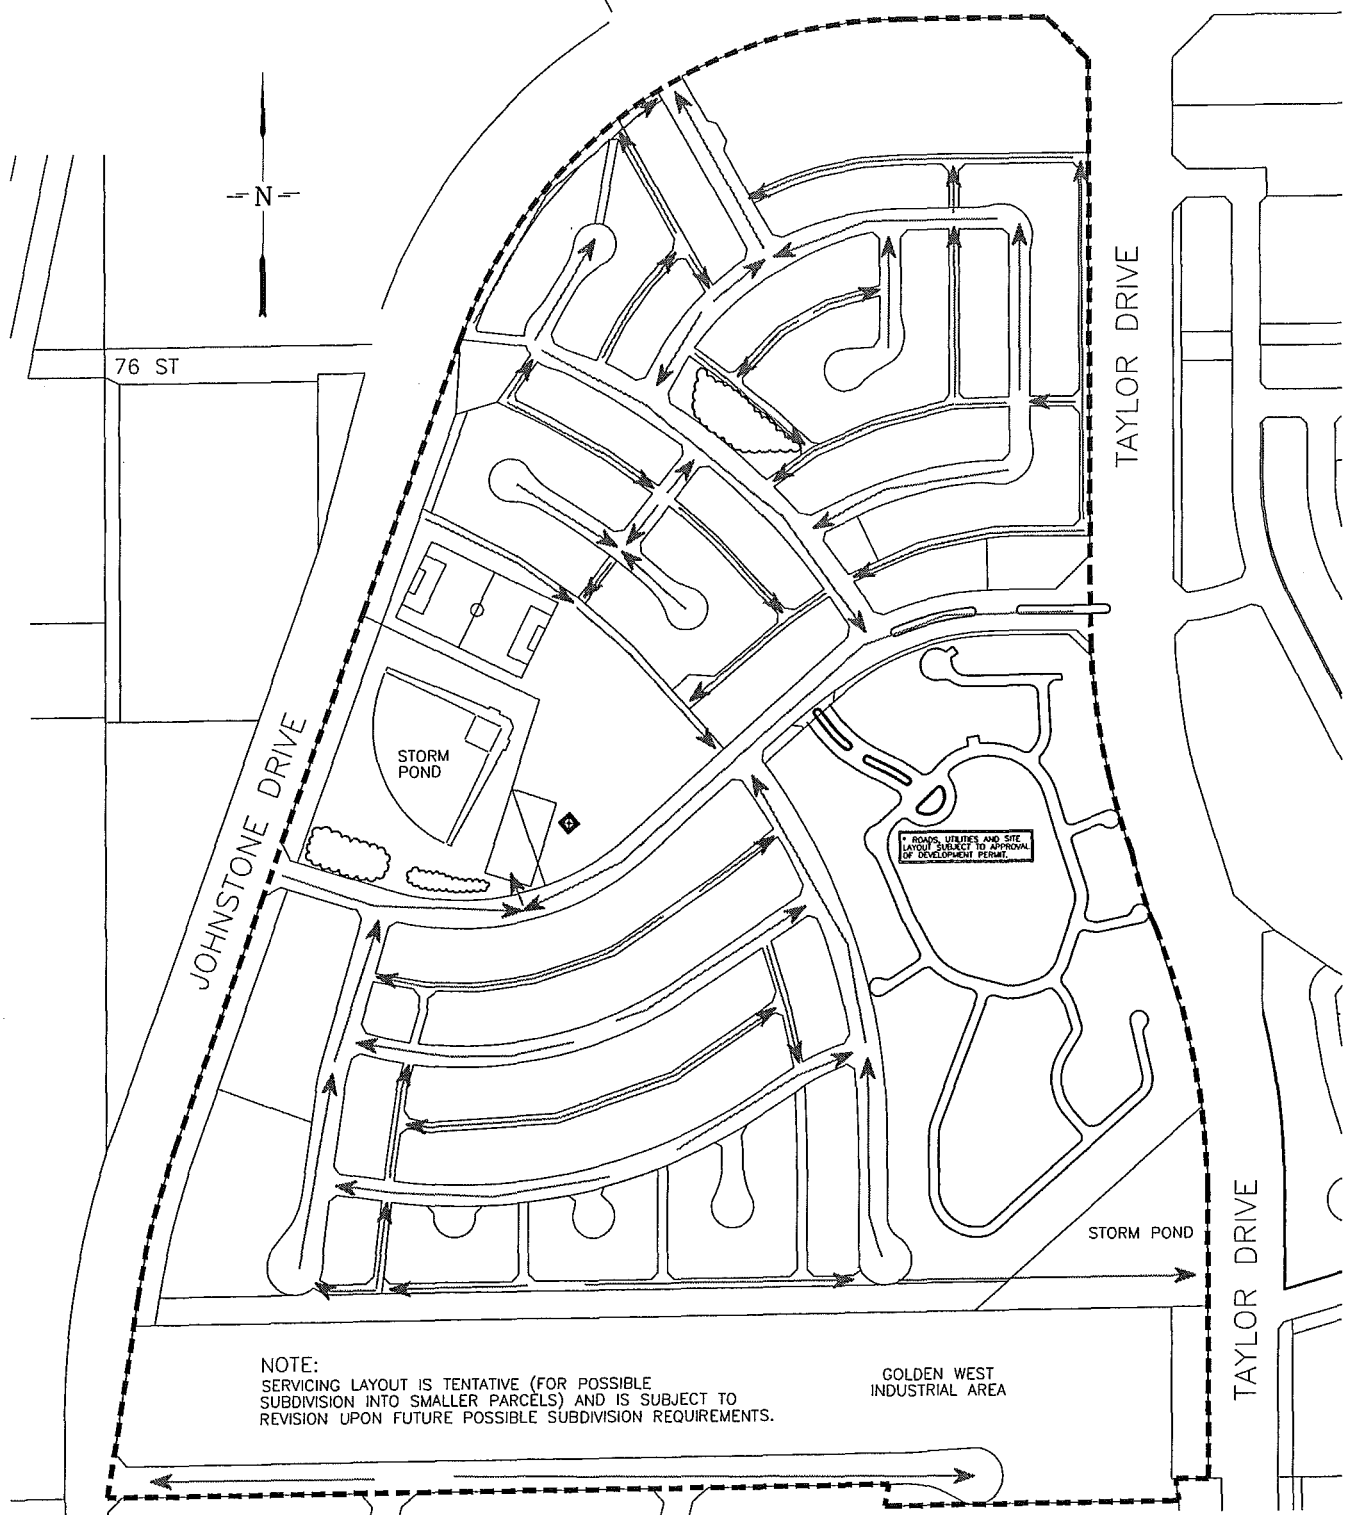 N
76 ST
TAYLOR DRIVE
JOHNSTONE DRIVE
STORM
POND
* ROADS, UTILITIES AND SITE
LAYOUT SUBJECT TO APPROVAL
OF DEVELOPMENT PERMIT.
STORM POND
TAYLOR DRIVE
NOTE:
SERVICING LAYOUT IS TENTATIVE (FOR POSSIBLE
SUBDIVISION INTO SMALLER PARCELS) AND IS SUBJECT TO
REVISION UPON FUTURE POSSIBLE SUBDIVISION REQUIREMENTS.
GOLDEN WEST
INDUSTRIAL AREA